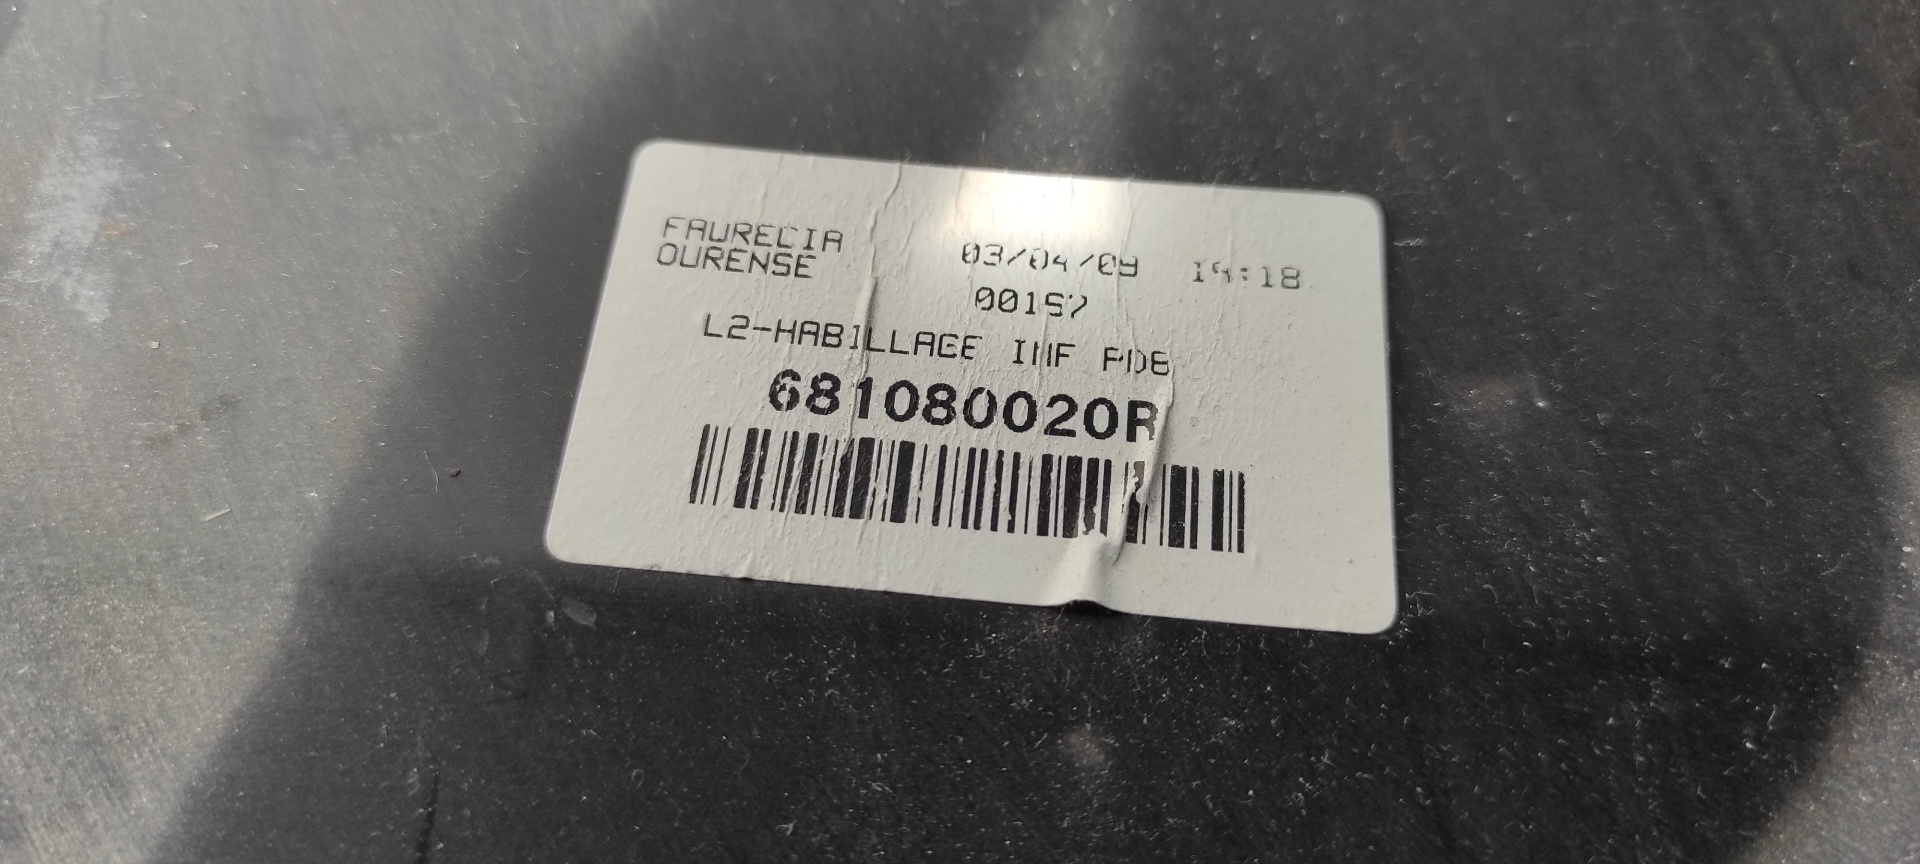 FAURECIA
OURENSE
03/04/09 14:18
00157
L2-HABILLAGE INF PDB
681080020R